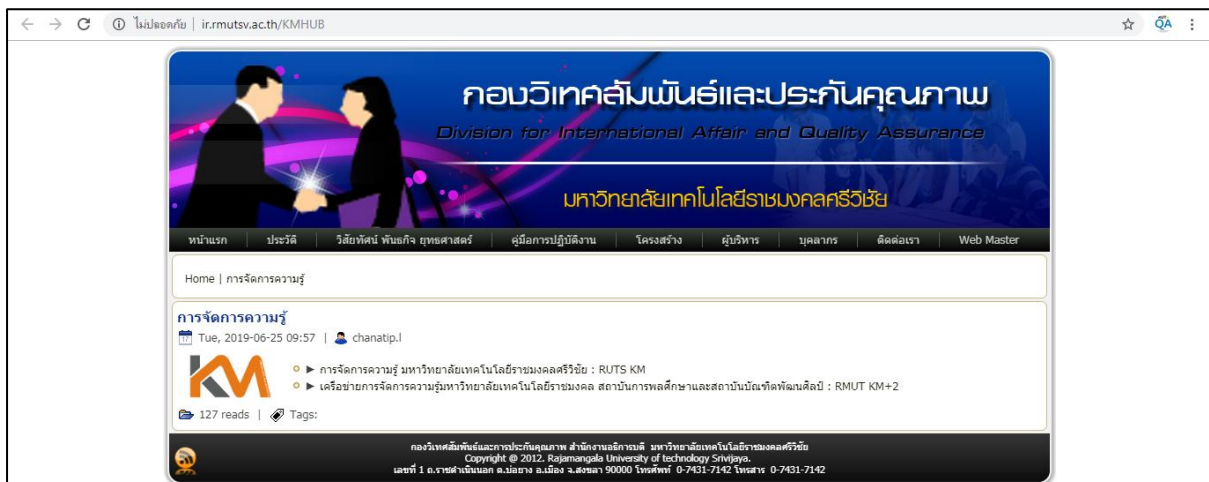 ไม่ปลอดภัย | ir.rmutsv.ac.th/KMHUB
QA
กองวิเทศสัมพันธ์และประกันคุณภาพ
Division for International Affair and Quality Assurance
มหาวิทยาลัยเทคโนโลยีราชมงคลศรีวิชัย
หน้าแรก ประวัติ วิสัยทัศน์ พันธกิจ ยุทธศาสตร์ คู่มือการปฏิบัติงาน โครงสร้าง ผู้บริหาร บุคลากร ติดต่อเรา Web Master
Home | การจัดการความรู้
การจัดการความรู้
17 Tue, 2019-06-25 09:57 | chanatip.l
KM
► การจัดการความรู้ มหาวิทยาลัยเทคโนโลยีราชมงคลศรีวิชัย : RUTS KM
► เครือข่ายการจัดการความรู้มหาวิทยาลัยเทคโนโลยีราชมงคล สถาบันการพลศึกษาและสถาบันบัณฑิตพัฒนศิลป์ : RMUT KM+2
127 reads | Tags:
กองวิเทศสัมพันธ์และการประกันคุณภาพ สำนักงานอธิการบดี มหาวิทยาลัยเทคโนโลยีราชมงคลศรีวิชัย
Copyright @ 2012. Rajamangala University of technology Srivijaya.
เลขที่ 1 ถ.ราชดำเนินนอก ต.บ่อยาง อ.เมือง จ.สงขลา 90000 โทรศัพท์ 0-7431-7142 โทรสาร 0-7431-7142